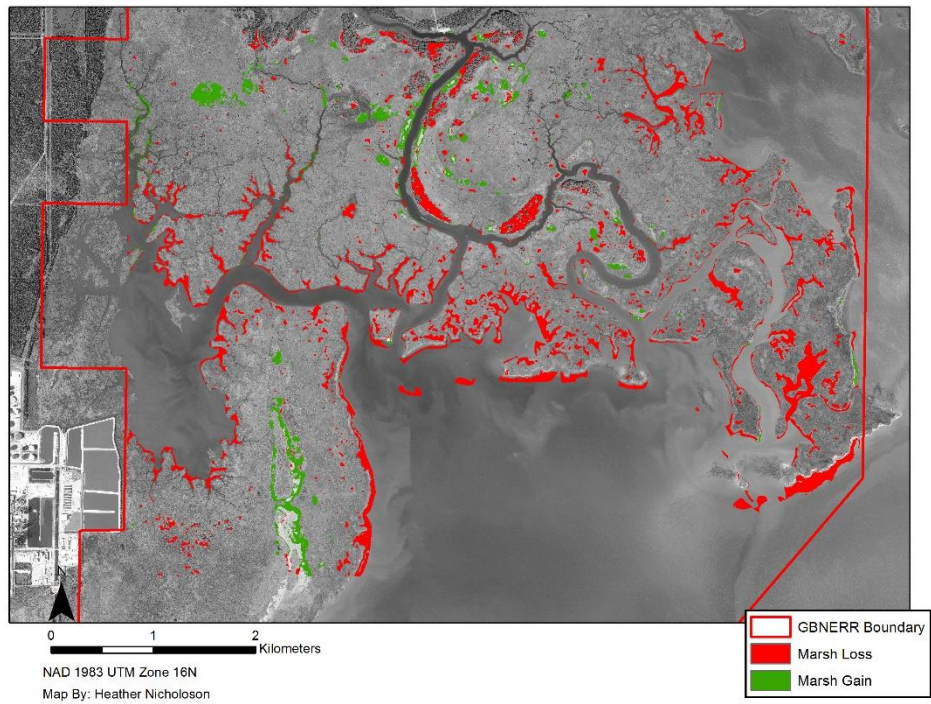 N
0 1 2
Kilometers
NAD 1983 UTM Zone 16N
Map By: Heather Nicholoson
GBNERR Boundary
Marsh Loss
Marsh Gain